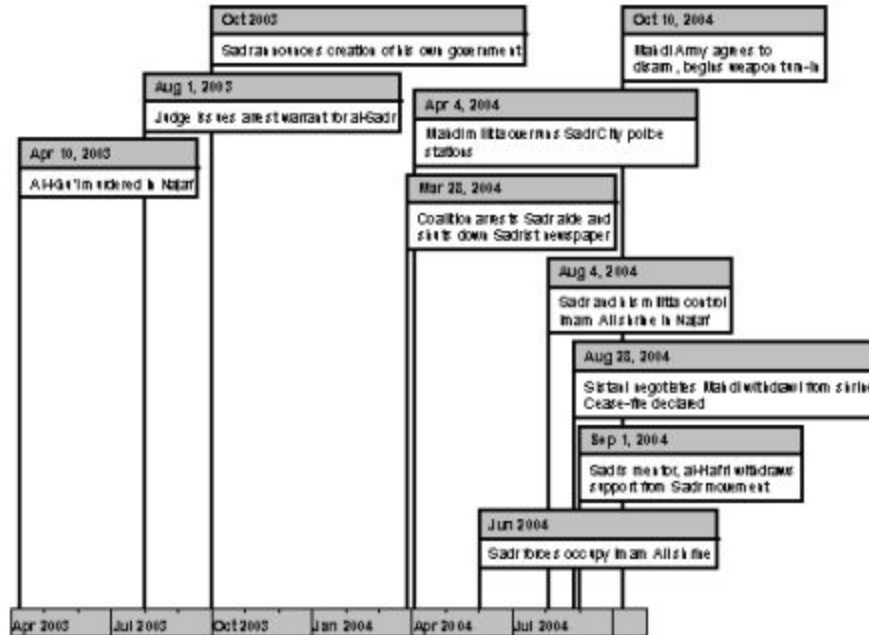 Oct 2003
Sadr announces creation of his own government
Oct 10, 2004
Mahdi Army agrees to
disarm, begins weapon turn-in
Aug 1, 2003
Judge issues arrest warrant for al-Sadr
Apr 4, 2004
Mahdi militia overruns Sadr City police
stations
Apr 10, 2003
Al-Khu'i murdered in Najaf
Mar 28, 2004
Coalition arrests Sadr aide and
shuts down Sadrist newspaper
Aug 4, 2004
Sadr and his militia control
Imam Ali shrine in Najaf
Aug 28, 2004
Sistani negotiates Mahdi withdrawl from shrine
Cease-fire declared
Sep 1, 2004
Sadr's mentor, al-Hafri withdraws
support from Sadr movement
Jun 2004
Sadr forces occupy Imam Ali shrine
Apr 2003 Jul 2003 Oct 2003 Jan 2004 Apr 2004 Jul 2004